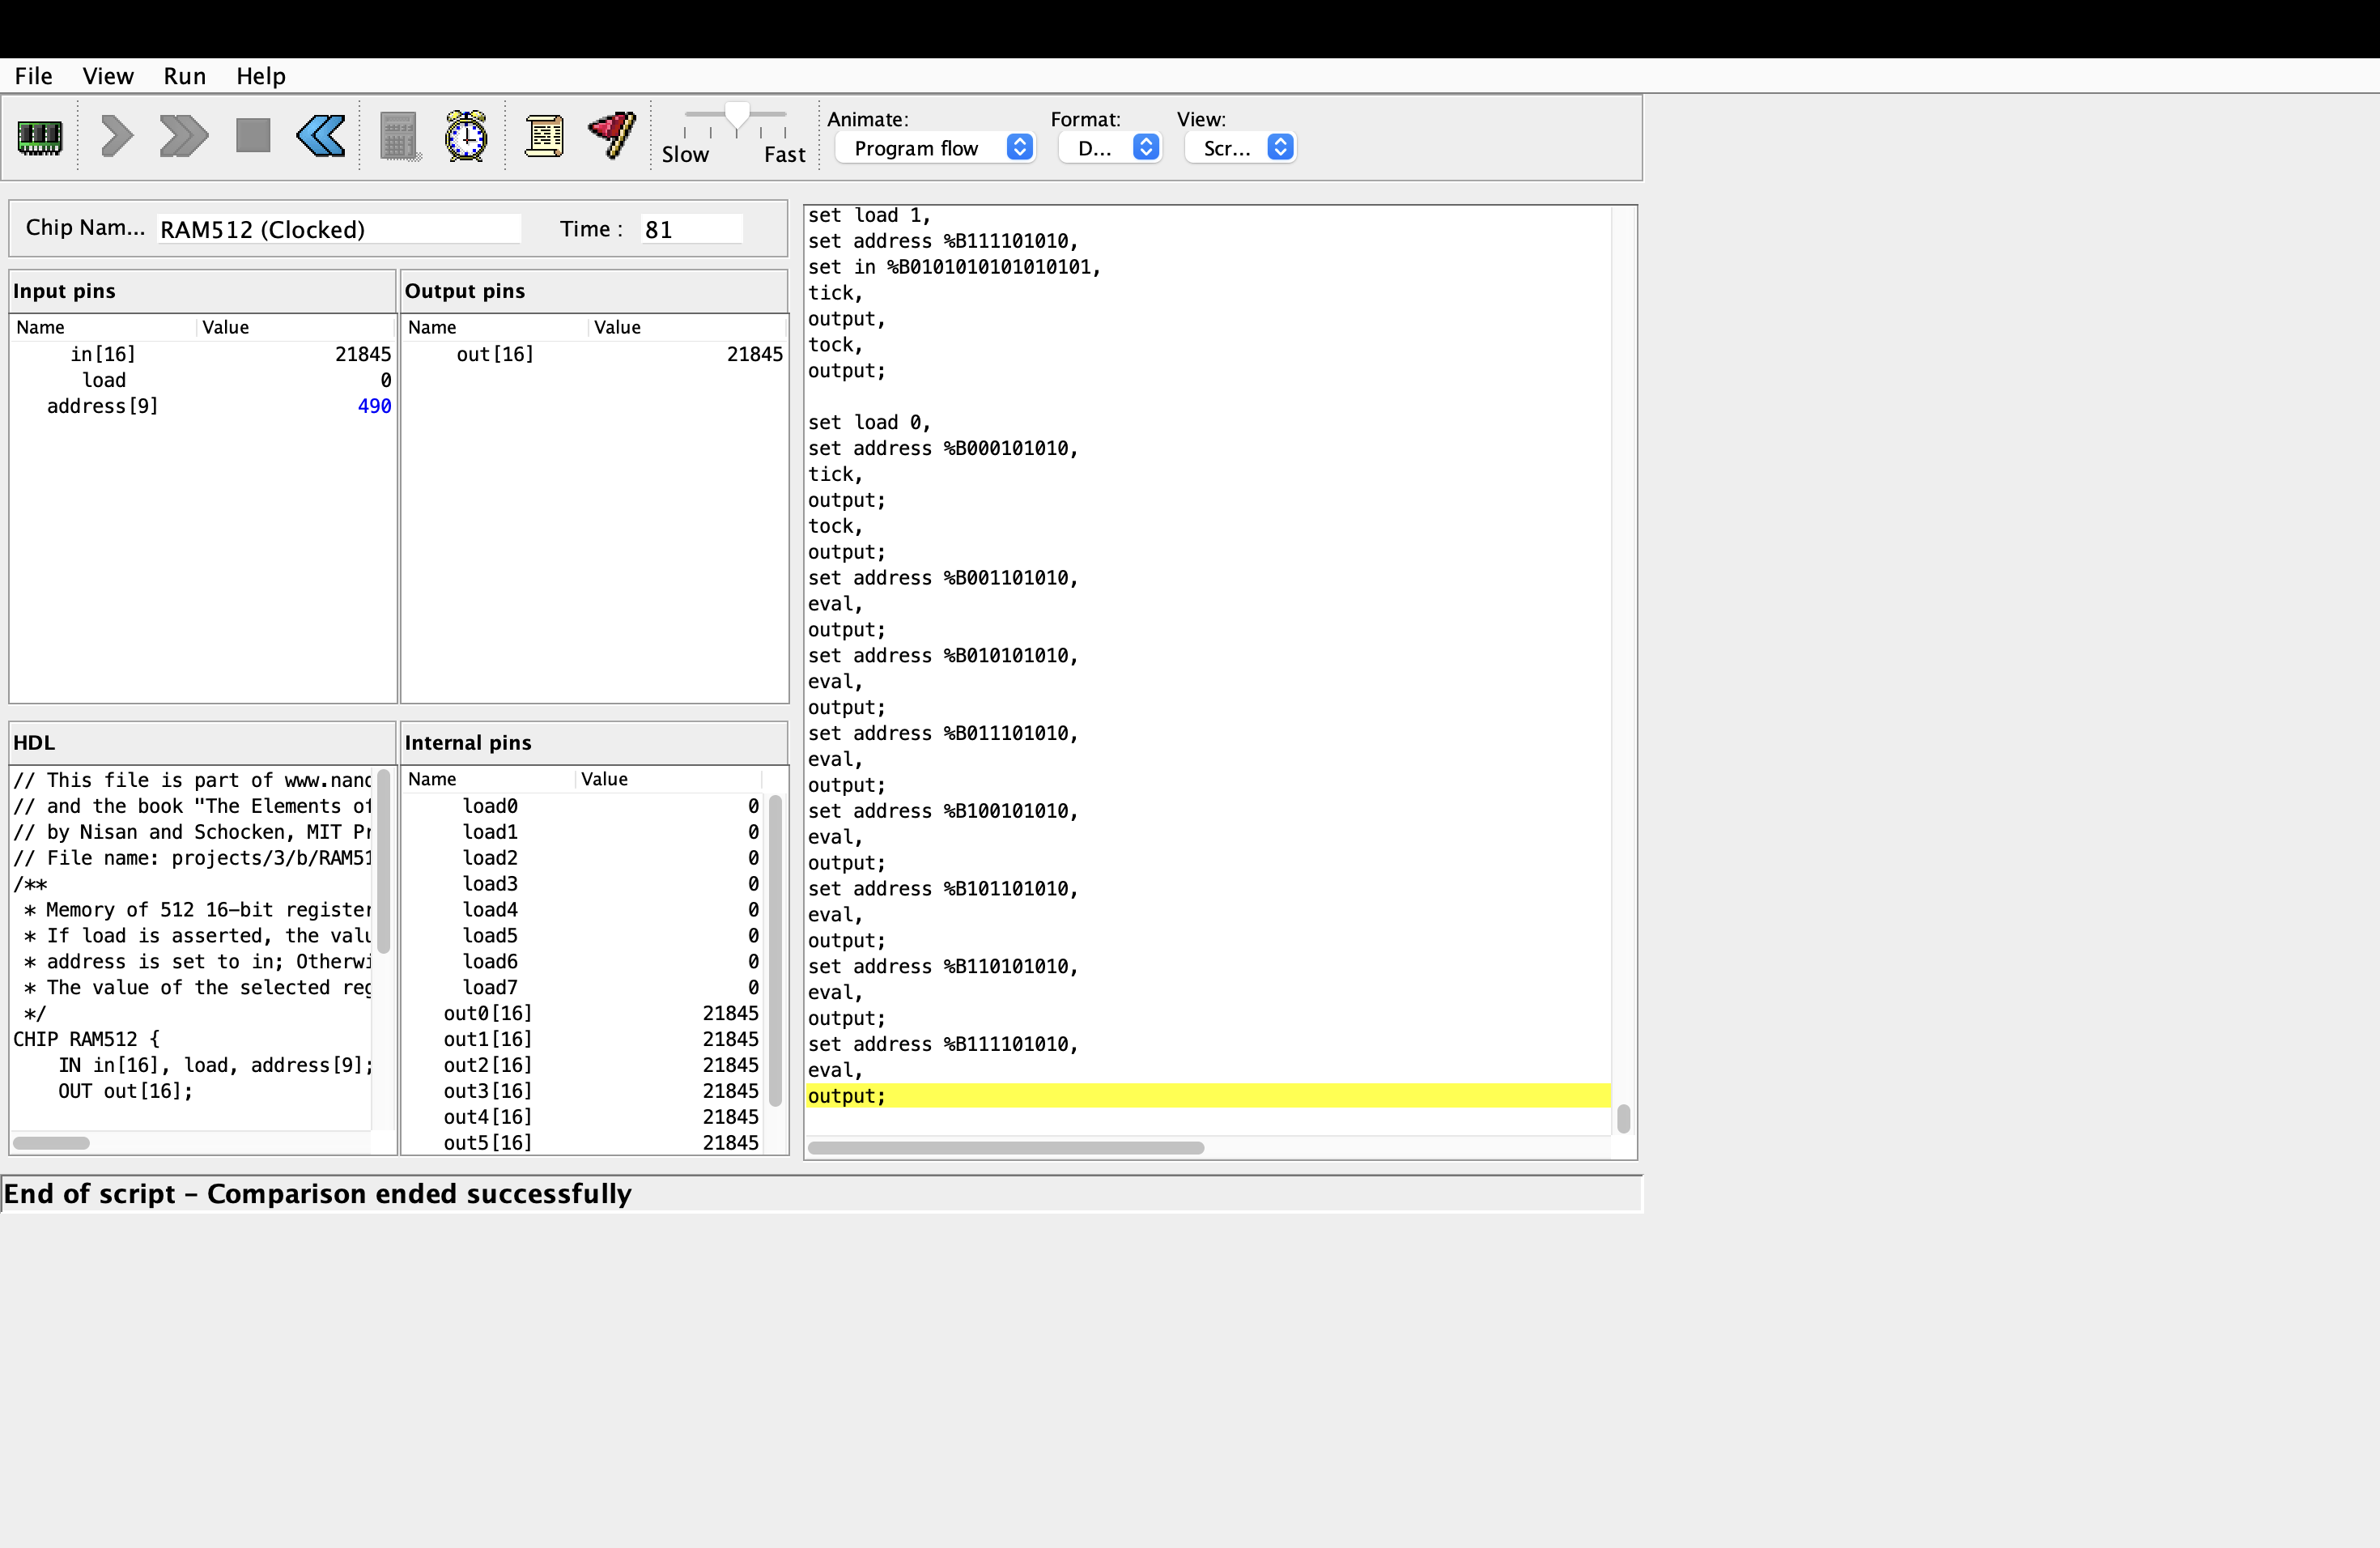 File View Run Help
Slow Fast
Animate: Format: View:
Program flow D... Scr...
Chip Nam... RAM512 (Clocked) Time : 81
Input pins
Name Value
in[16] 21845
load 0
address[9] 490
Output pins
Name Value
out[16] 21845
HDL
// This file is part of www.nand
// and the book "The Elements of
// by Nisan and Schocken, MIT Pr
// File name: projects/3/b/RAM51
/**
* Memory of 512 16-bit register
* If load is asserted, the valu
* address is set to in; Otherwi
* The value of the selected reg
*/
CHIP RAM512 {
IN in[16], load, address[9];
OUT out[16];
Internal pins
Name Value
load0 0
load1 0
load2 0
load3 0
load4 0
load5 0
load6 0
load7 0
out0[16] 21845
out1[16] 21845
out2[16] 21845
out3[16] 21845
out4[16] 21845
out5[16] 21845
set load 1,
set address %B111101010,
set in %B0101010101010101,
tick,
output,
tock,
output;
set load 0,
set address %B000101010,
tick,
output;
tock,
output;
set address %B001101010,
eval,
output;
set address %B010101010,
eval,
output;
set address %B011101010,
eval,
output;
set address %B100101010,
eval,
output;
set address %B101101010,
eval,
output;
set address %B110101010,
eval,
output;
set address %B111101010,
eval,
output;
End of script – Comparison ended successfully